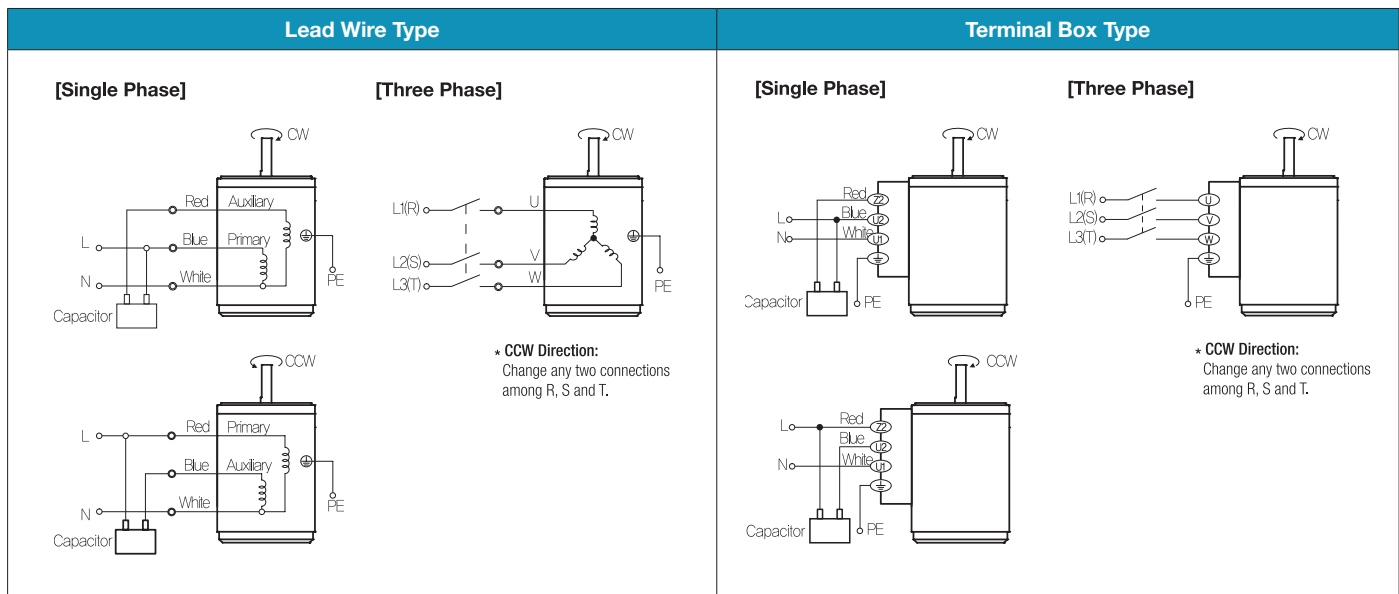 Lead Wire Type
[Single Phase]
[Three Phase]
CW
Red Auxiliary
L
Blue Primary
N
White
PE
Capacitor
CW
L1(R)
U
L2(S)
V
L3(T)
W
PE
* CCW Direction:
Change any two connections
among R, S and T.
CCW
L
Red Primary
Blue Auxiliary
N
White
PE
Capacitor
Terminal Box Type
[Single Phase]
[Three Phase]
CW
Red Z2
L
Blue U2
N
White U1
Capacitor
PE
CW
L1(R)
U
L2(S)
V
L3(T)
W
PE
* CCW Direction:
Change any two connections
among R, S and T.
CCW
L
Red Z2
Blue U2
N
White U1
Capacitor
PE